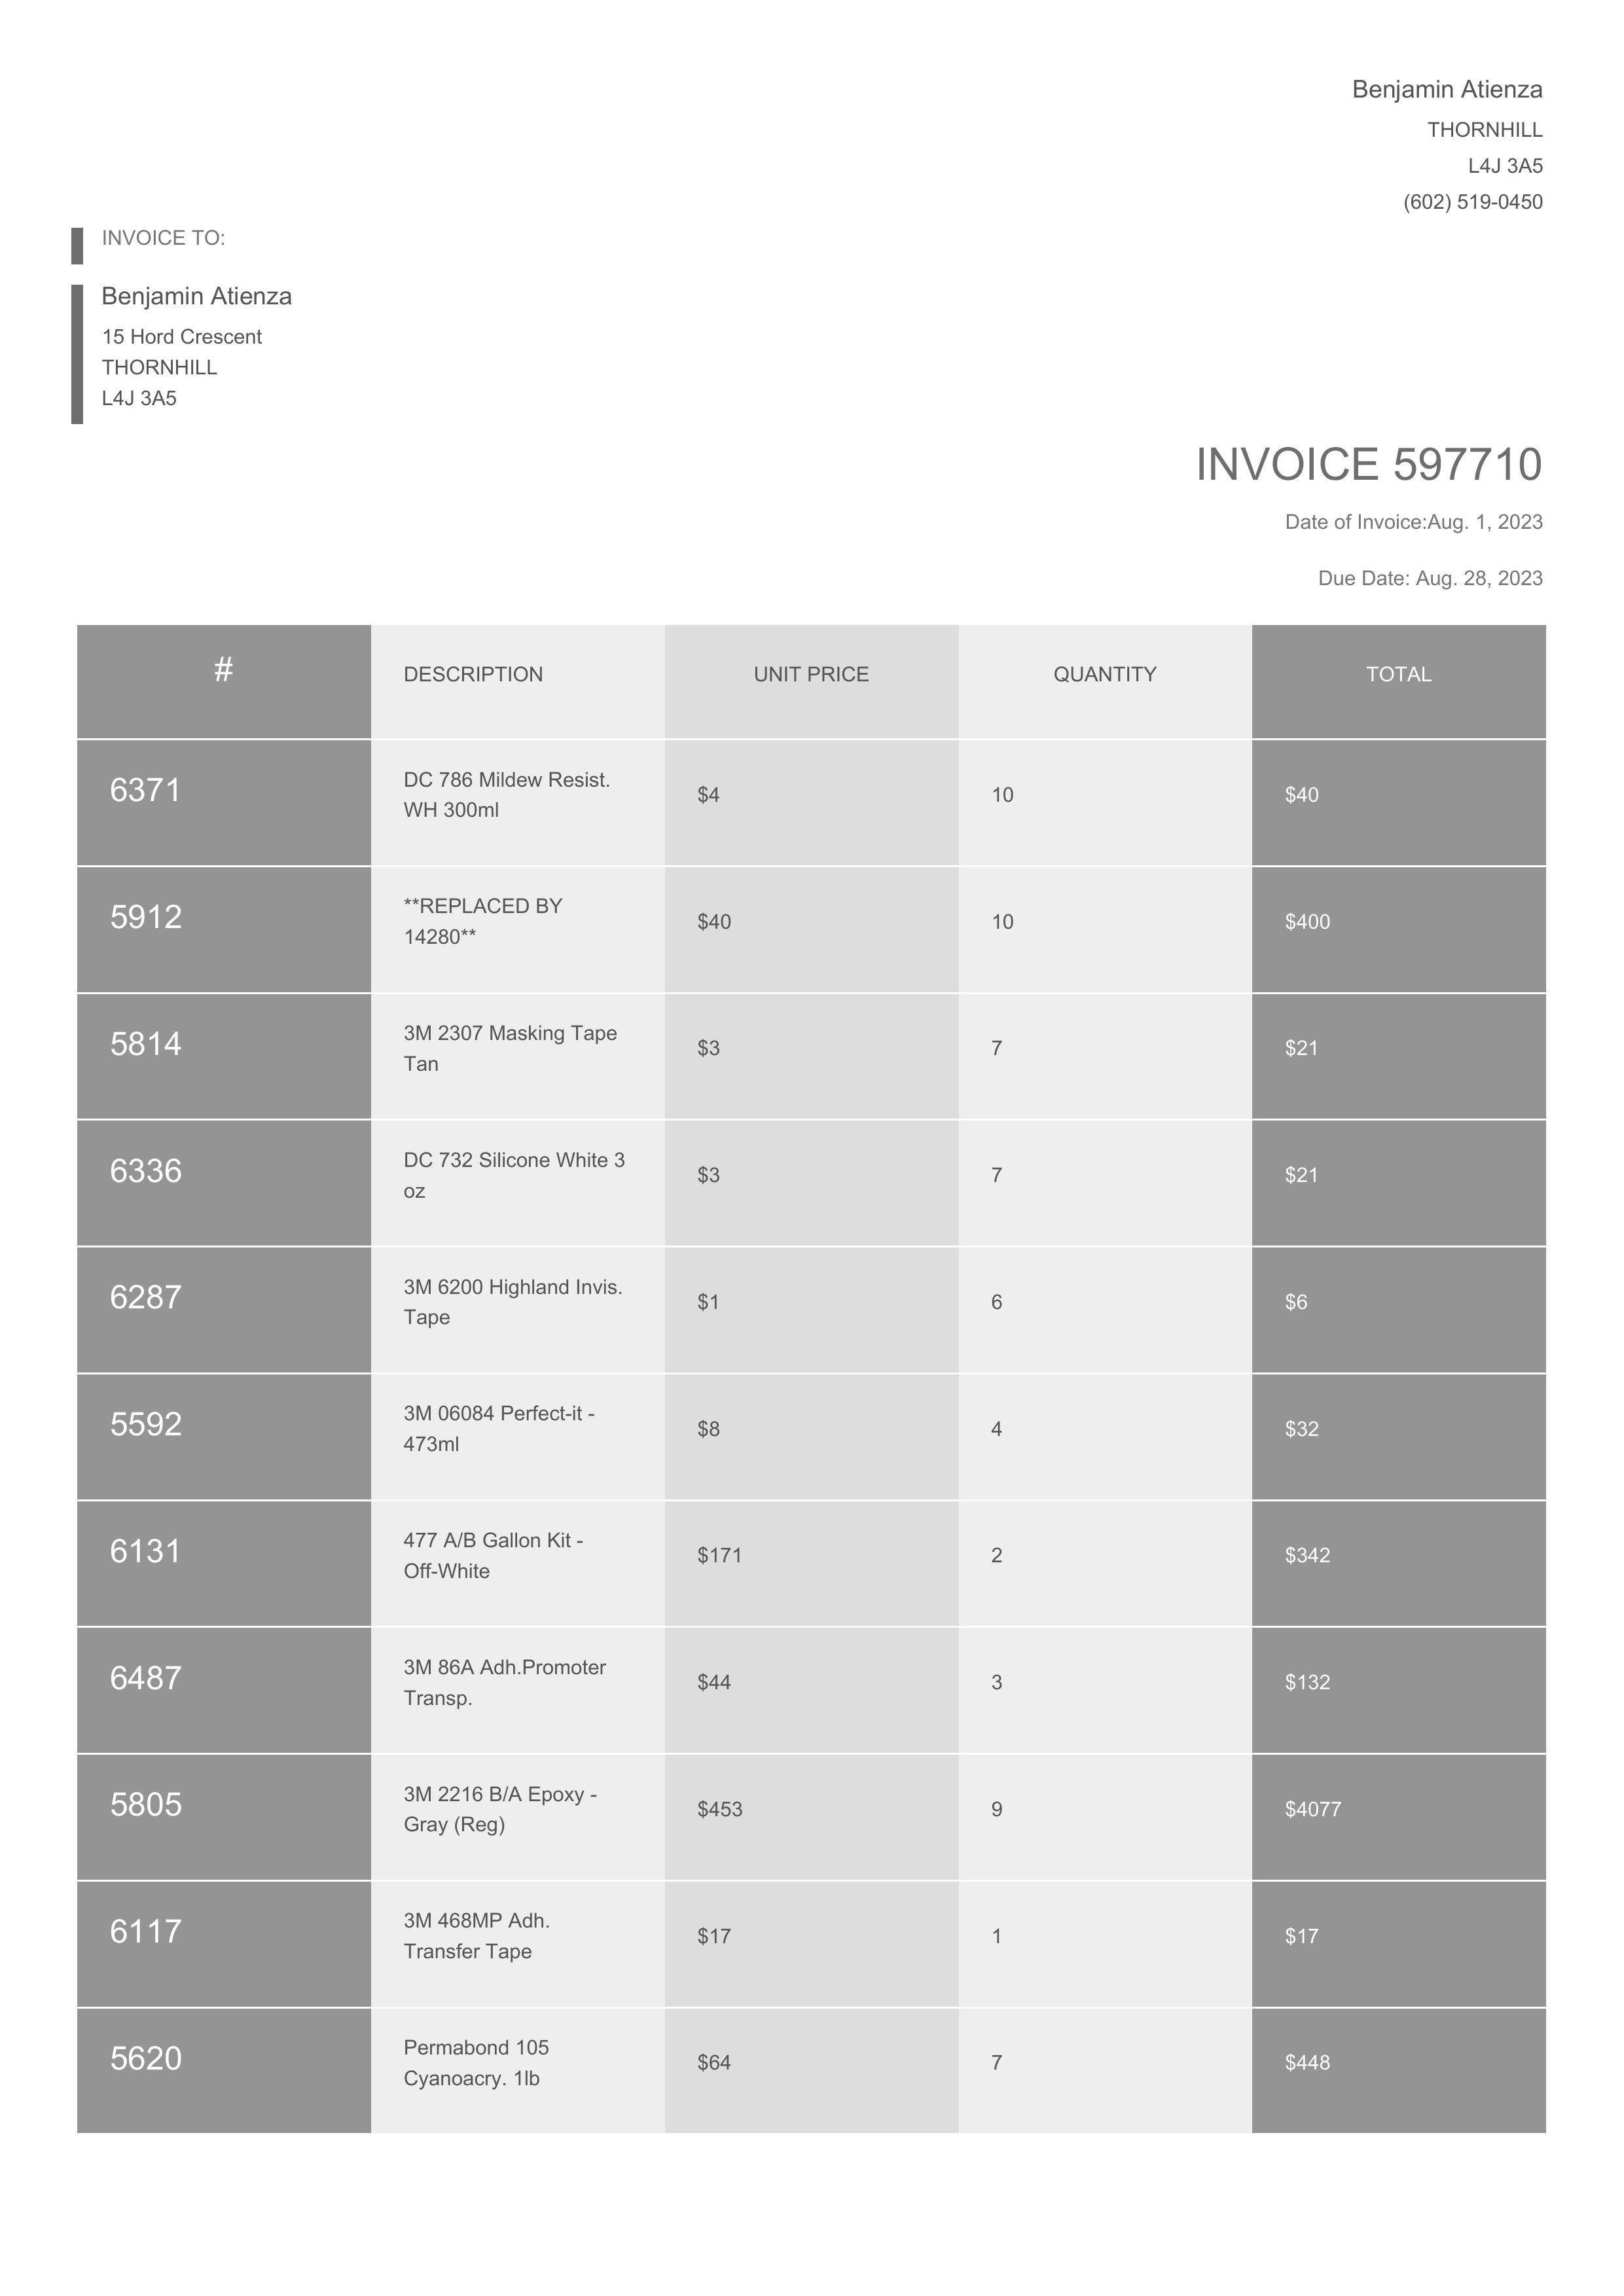 Benjamin Atienza
THORNHILL
L4J 3A5
(602) 519-0450
INVOICE TO:
Benjamin Atienza
15 Hord Crescent
THORNHILL
L4J 3A5
INVOICE 597710
Date of Invoice:Aug. 1, 2023
Due Date: Aug. 28, 2023
# DESCRIPTION UNIT PRICE QUANTITY TOTAL
6371 DC 786 Mildew Resist. $4 10 $40
WH 300ml
5912 **REPLACED BY $40 10 $400
14280**
5814 3M 2307 Masking Tape $3 7 $21
Tan
6336 DC 732 Silicone White 3 $3 7 $21
oz
6287 3M 6200 Highland Invis. $1 6 $6
Tape
5592 3M 06084 Perfect-it - $8 4 $32
473ml
6131 477 A/B Gallon Kit - $171 2 $342
Off-White
6487 3M 86A Adh.Promoter $44 3 $132
Transp.
5805 3M 2216 B/A Epoxy - $453 9 $4077
Gray (Reg)
6117 3M 468MP Adh. $17 1 $17
Transfer Tape
5620 Permabond 105 $64 7 $448
Cyanoacry. 1lb